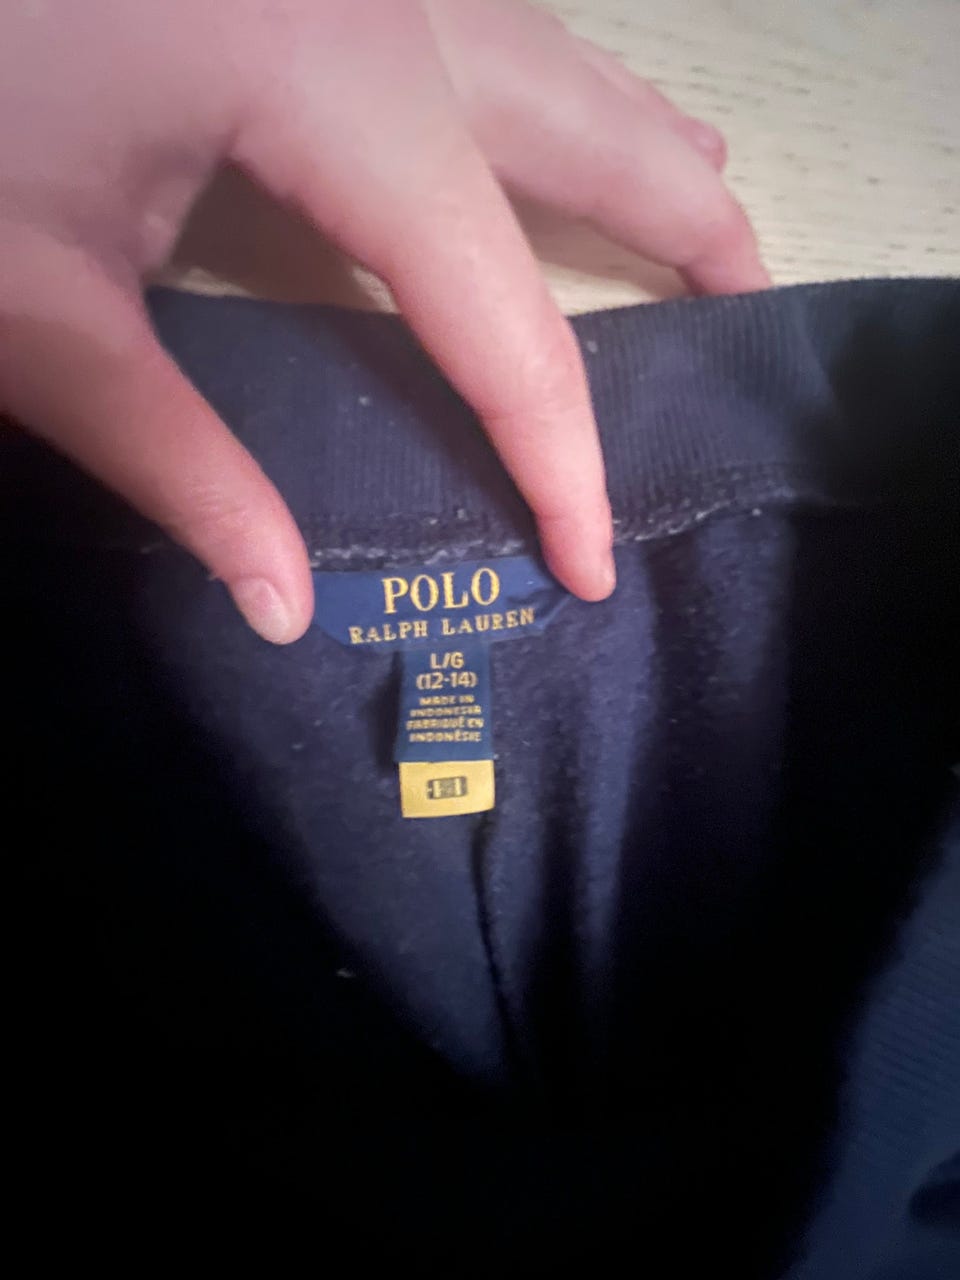 POLO
RALPH LAUREN
L/G
(12-14)
MADE IN
INDONESIA
FABRIQUÉ EN
INDONÉSIE